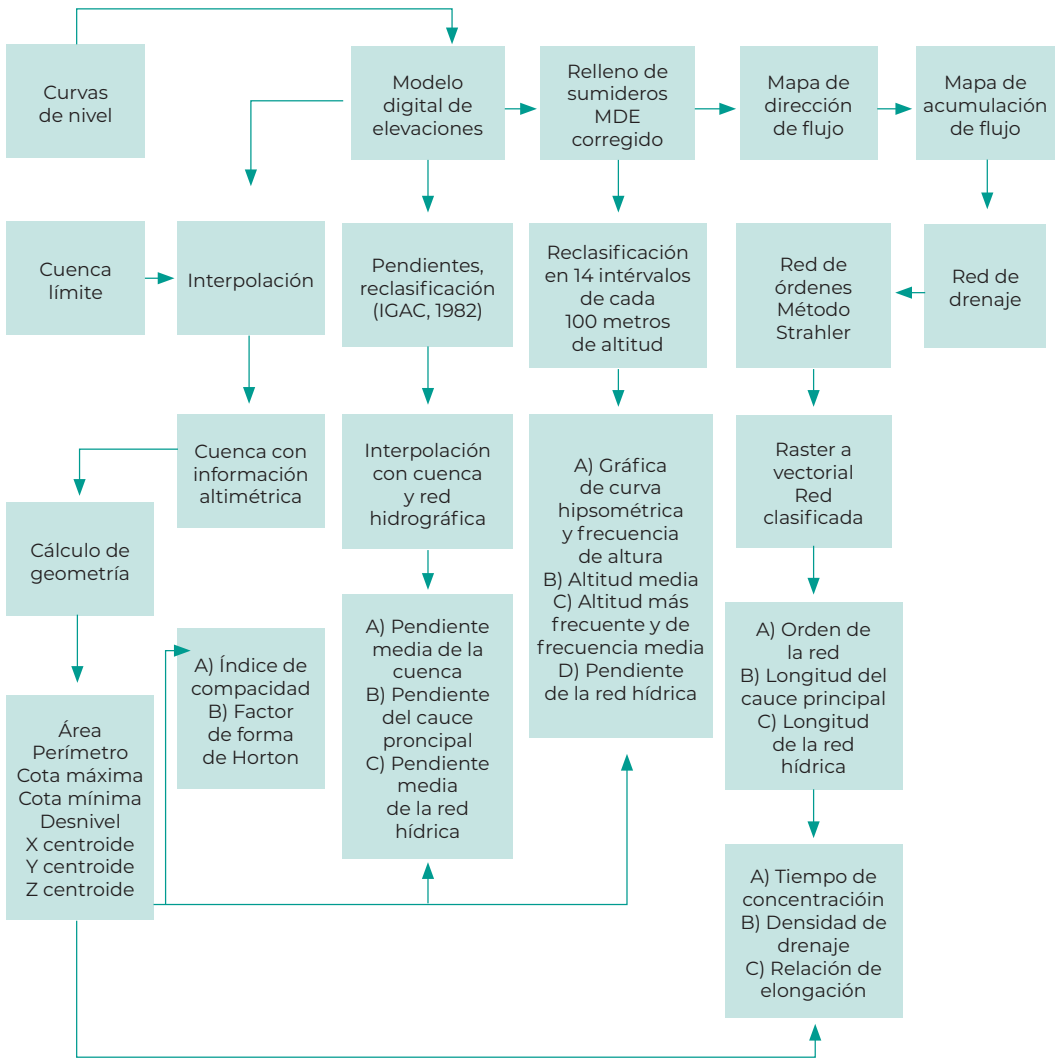 Curvas
de nivel
Modelo
digital de
elevaciones
Relleno de
sumideros
MDE
corregido
Mapa de
dirección
de flujo
Mapa de
acumulación
de flujo
Cuenca
límite
Interpolación
Pendientes,
reclasificación
(IGAC, 1982)
Reclasificación
en 14 intérvalos
de cada
100 metros
de altitud
Red de
órdenes
Método
Strahler
Red de
drenaje
Cuenca con
información
altimétrica
Interpolación
con cuenca
y red
hidrográfica
A) Gráfica
de curva
hipsométrica
y frecuencia
de altura
B) Altitud media
C) Altitud más
frecuente y de
frecuencia media
D) Pendiente
de la red hídrica
Raster a
vectorial
Red
clasificada
Cálculo de
geometría
A) Índice de
compacidad
B) Factor
de forma
de Horton
A) Pendiente
media de la
cuenca
B) Pendiente
del cauce
proncipal
C) Pendiente
media
de la red
hídrica
A) Orden de
la red
B) Longitud del
cauce principal
C) Longitud
de la red
hídrica
Área
Perímetro
Cota máxima
Cota mínima
Desnivel
X centroide
Y centroide
Z centroide
A) Tiempo de
concentracióin
B) Densidad de
drenaje
C) Relación de
elongación